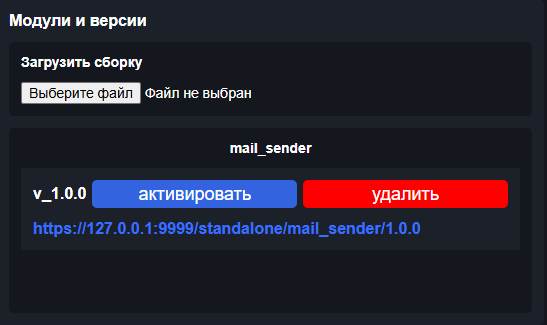 Модули и версии
Загрузить сборку
Выберите файл Файл не выбран
mail_sender
v_1.0.0 активировать удалить
https://127.0.0.1:9999/standalone/mail_sender/1.0.0